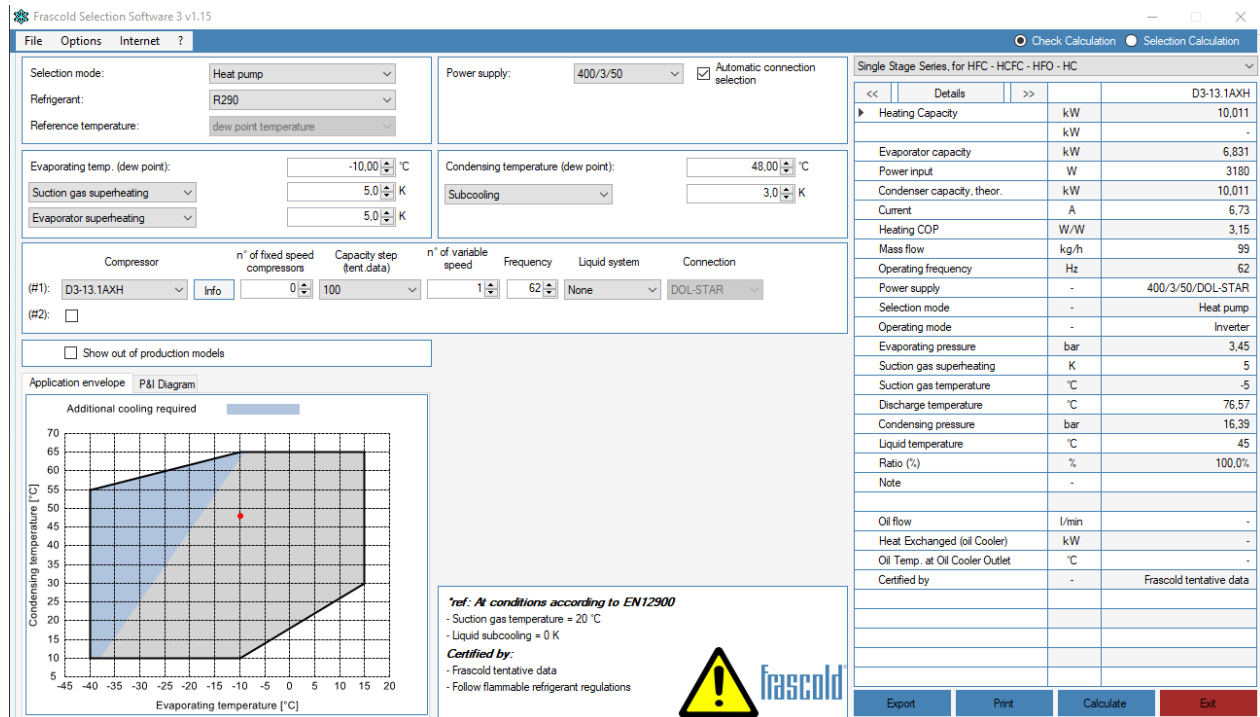 Frascold Selection Software 3 v1.15
File Options Internet ?
Check Calculation Selection Calculation
Selection mode: Heat pump
Refrigerant: R290
Reference temperature: dew point temperature
Power supply: 400/3/50 Automatic connection selection
Evaporating temp. (dew point): -10,00 °C
Suction gas superheating 5,0 K
Evaporator superheating 5,0 K
Condensing temperature (dew point): 48,00 °C
Subcooling 3,0 K
Compressor n° of fixed speed compressors Capacity step (tent.data) n° of variable speed Frequency Liquid system Connection
(#1): D3-13.1AXH Info 0 100 1 62 None DOL-STAR
(#2):
Show out of production models
Application envelope P&I Diagram
Additional cooling required
70
65
60
55
50
45
40
35
30
25
20
15
10
5
Condensing temperature [°C]
-45 -40 -35 -30 -25 -20 -15 -10 -5 0 5 10 15 20
Evaporating temperature [°C]
*ref: At conditions according to EN12900
- Suction gas temperature = 20 °C
- Liquid subcooling = 0 K
Certified by:
- Frascold tentative data
- Follow flammable refrigerant regulations
frascold
Single Stage Series, for HFC - HCFC - HFO - HC
<< Details >> D3-13.1AXH
Heating Capacity kW 10,011
kW -
Evaporator capacity kW 6,831
Power input W 3180
Condenser capacity, theor. kW 10,011
Current A 6,73
Heating COP W/W 3,15
Mass flow kg/h 99
Operating frequency Hz 62
Power supply - 400/3/50/DOL-STAR
Selection mode - Heat pump
Operating mode - Inverter
Evaporating pressure bar 3,45
Suction gas superheating K 5
Suction gas temperature °C -5
Discharge temperature °C 76,57
Condensing pressure bar 16,39
Liquid temperature °C 45
Ratio (%) % 100,0%
Note -
Oil flow l/min -
Heat Exchanged (oil Cooler) kW -
Oil Temp. at Oil Cooler Outlet °C -
Certified by - Frascold tentative data
Export Print Calculate Exit